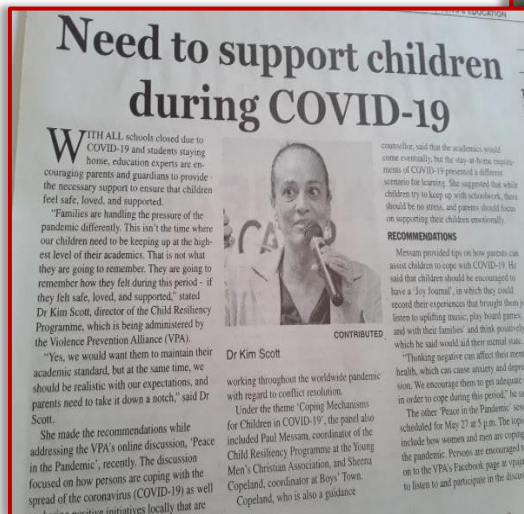 & EDUCATION
Need to support children
during COVID-19
WITH ALL schools closed due to
COVID-19 and students staying
home, education experts are en-
couraging parents and guardians to provide
the necessary support to ensure that children
feel safe, loved, and supported.
"Families are handling the pressure of the
pandemic differently. This isn't the time where
our children need to be keeping up at the high-
est level of their academics. That is not what
they are going to remember. They are going to
remember how they felt during this period - if
they felt safe, loved, and supported," stated
Dr Kim Scott, director of the Child Resiliency
Programme, which is being administered by
the Violence Prevention Alliance (VPA).
"Yes, we would want them to maintain their
academic standard, but at the same time, we
should be realistic with our expectations, and
parents need to take it down a notch," said Dr
Scott.
She made the recommendations while
addressing the VPA's online discussion, 'Peace
in the Pandemic', recently. The discussion
focused on how persons are coping with the
spread of the coronavirus (COVID-19) as well
positive initiatives locally that are
CA
CONTRIBUTED
Dr Kim Scott
working throughout the worldwide pandemic
with regard to conflict resolution.
Under the theme 'Coping Mechanisms
for Children in COVID-19', the panel also
included Paul Messam, coordinator of the
Child Resiliency Programme at the Young
Men's Christian Association, and Sheena
Copeland, coordinator at Boys' Town.
Copeland, who is also a guidance
counsellor, said that the academics would
come eventually, but the stay-at-home require-
ments of COVID-19 presented a different
scenario for learning. She suggested that while
children try to keep up with schoolwork, there
should be no stress, and parents should focus
on supporting their children emotionally.
RECOMMENDATIONS
Messam provided tips on how parents can
assist children to cope with COVID-19. He
said that children should be encouraged to
have a 'Joy Journal', in which they could
record their experiences that brought them
listen to uplifting music, play board games
and with their families' and think positively
which he said would aid their mental state.
"Thinking negative can affect their
health, which can cause anxiety and
sion. We encourage them to get adequate
in order to cope during this period," he
The other 'Peace in the Pandemic'
scheduled for May 27 at 5 p.m. The
include how women and men are coping
the pandemic. Persons are encouraged
on to the VPA's Facebook page at
to listen to and participate in the